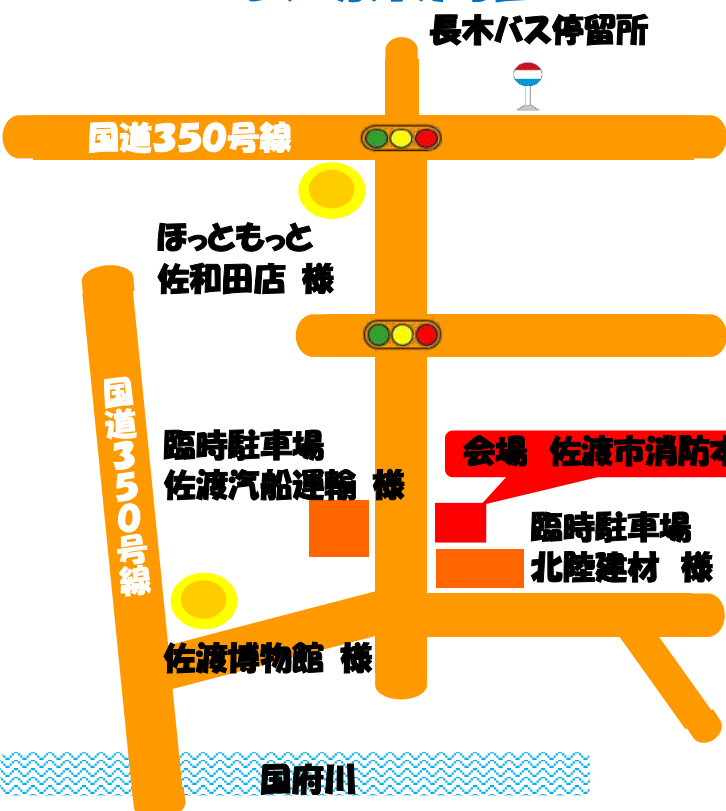 長木バス停留所
国道350号線
ほっともっと
佐和田店 様
国道350号線
臨時駐車場
佐渡汽船運輸 様
会場 佐渡市消防本
臨時駐車場
北陸建材 様
佐渡博物館 様
国府川